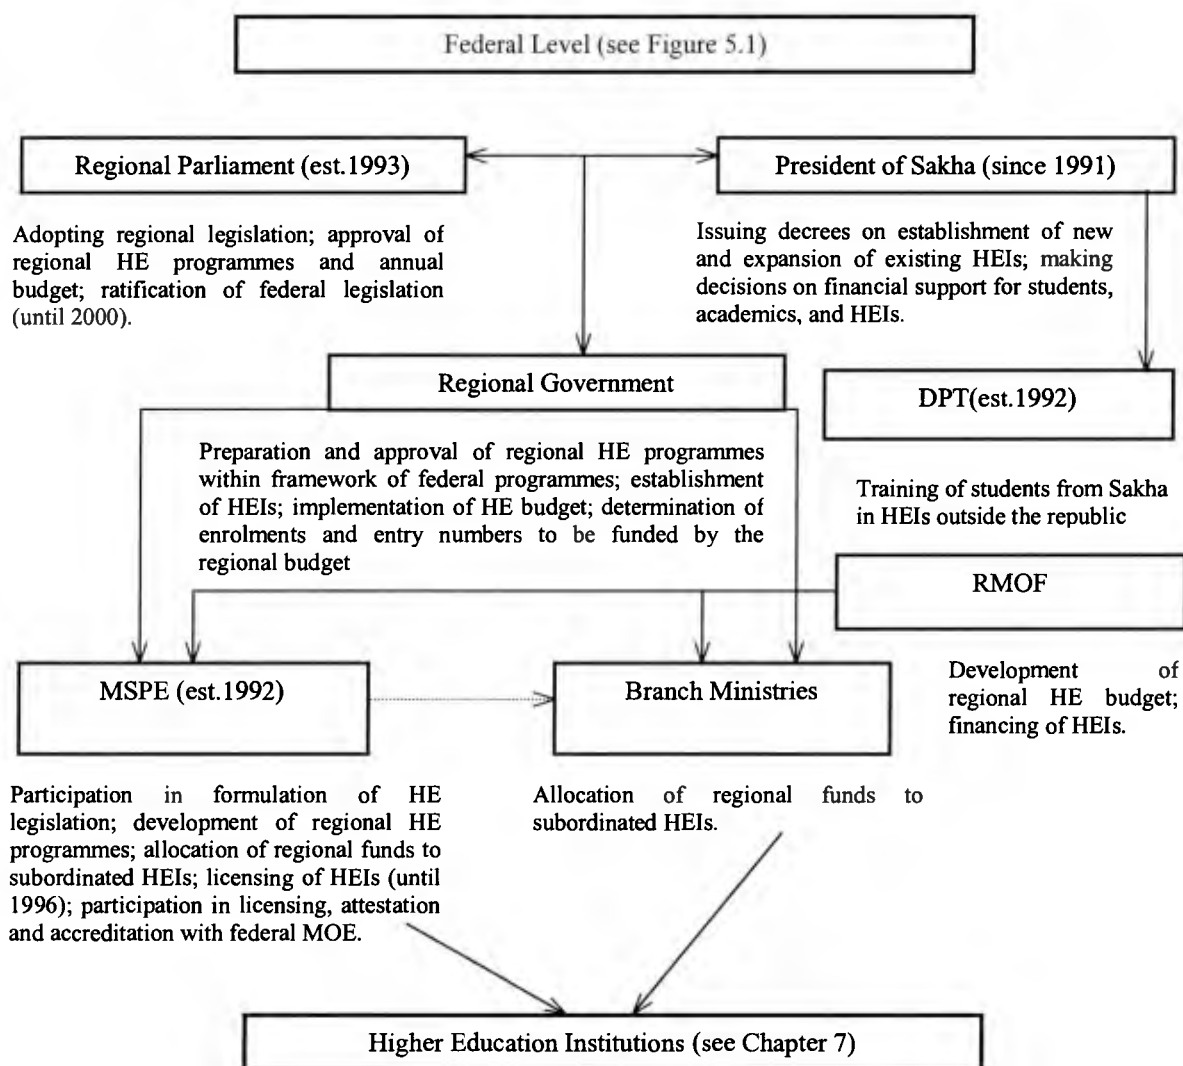 Federal Level (see Figure 5.1)
Regional Parliament (est.1993)
President of Sakha (since 1991)
Adopting regional legislation; approval of
regional HE programmes and annual
budget; ratification of federal legislation
(until 2000).
Issuing decrees on establishment of new
and expansion of existing HEIs; making
decisions on financial support for students,
academics, and HEIs.
Regional Government
DPT(est.1992)
Preparation and approval of regional HE programmes
within framework of federal programmes; establishment
of HEIs; implementation of HE budget; determination of
enrolments and entry numbers to be funded by the
regional budget
Training of students from Sakha
in HEIs outside the republic
RMOF
MSPE (est.1992)
Branch Ministries
Development of
regional HE budget;
financing of HEIs.
Participation in formulation of HE
legislation; development of regional HE
programmes; allocation of regional funds to
subordinated HEIs; licensing of HEIs (until
1996); participation in licensing, attestation
and accreditation with federal MOE.
Allocation of regional funds to
subordinated HEIs.
Higher Education Institutions (see Chapter 7)